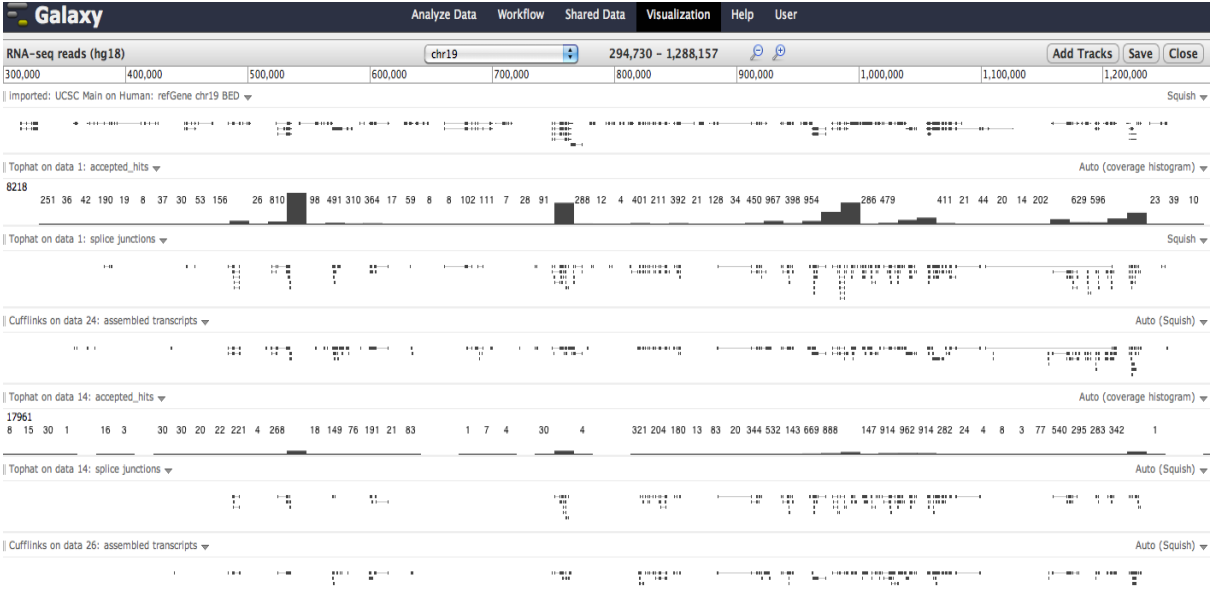 Galaxy Analyze Data Workflow Shared Data Visualization Help User
RNA-seq reads (hg18) chr19 294,730 - 1,288,157 Add Tracks Save Close
300,000 400,000 500,000 600,000 700,000 800,000 900,000 1,000,000 1,100,000 1,200,000
imported: UCSC Main on Human: refGene chr19 BED Squish
Tophat on data 1: accepted_hits Auto (coverage histogram)
8218
251 36 42 190 19 8 37 30 53 156 26 810 98 491 310 364 17 59 8 8 102 111 7 28 91 288 12 4 401 211 392 21 128 34 450 967 398 954 286 479 411 21 44 20 14 202 629 596 23 39 10
Tophat on data 1: splice junctions Squish
Cufflinks on data 24: assembled transcripts Auto (Squish)
Tophat on data 14: accepted_hits Auto (coverage histogram)
17961
8 15 30 1 16 3 30 30 20 22 221 4 268 18 149 76 191 21 83 1 7 4 30 4 321 204 180 13 83 20 344 532 143 669 888 147 914 962 914 282 24 4 8 3 77 540 295 283 342 1
Tophat on data 14: splice junctions Auto (Squish)
Cufflinks on data 26: assembled transcripts Auto (Squish)